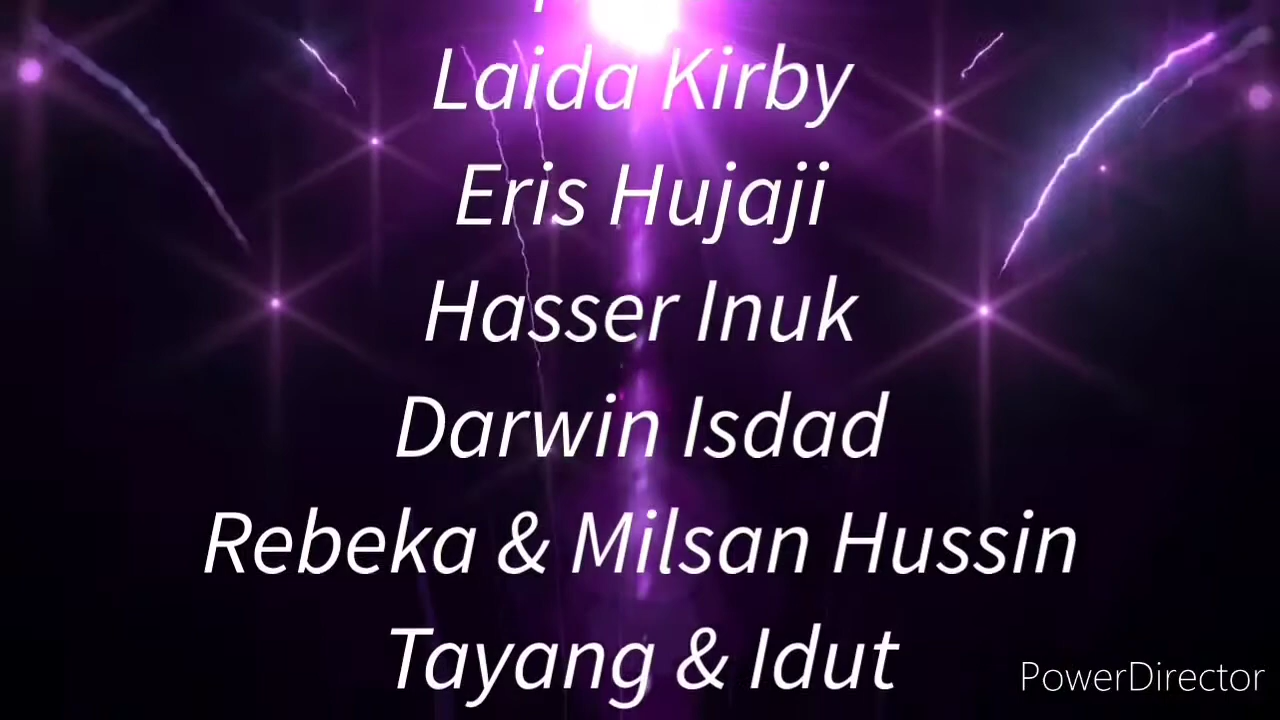 Laida Kirby
Eris Hujaji
Hasser Inuk
Darwin Isdad
Rebeka & Milsan Hussin
Tayang & Idut
PowerDirector